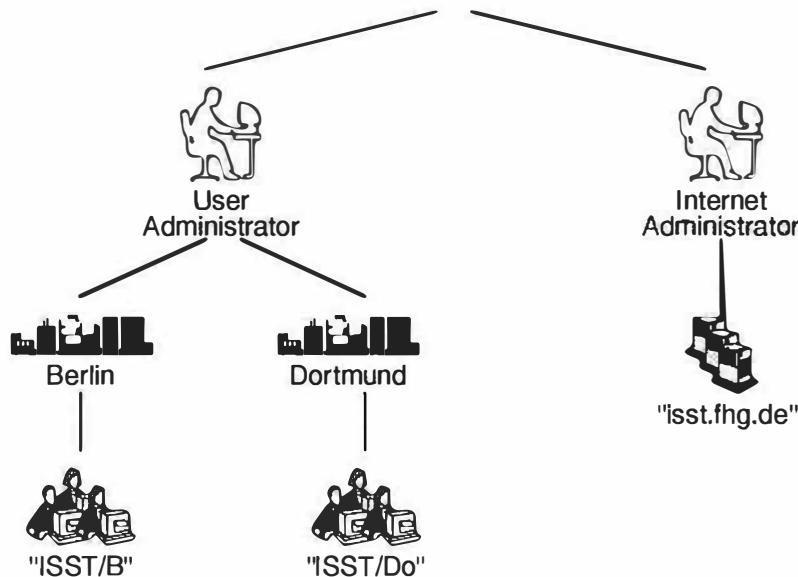 User
Administrator
Internet
Administrator
Berlin
Dortmund
"isst.fhg.de"
"ISST/B"
"ISST/Do"